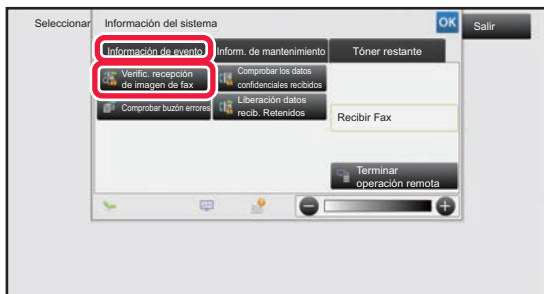 Seleccionar
Información del sistema
OK
Salir
Información de evento
Inform. de mantenimiento
Tóner restante
Verific. recepción
de imagen de fax
Comprobar los datos
confidenciales recibidos
Comprobar buzón errores
Liberación datos
recib. Retenidos
Recibir Fax
Terminar
operación remota